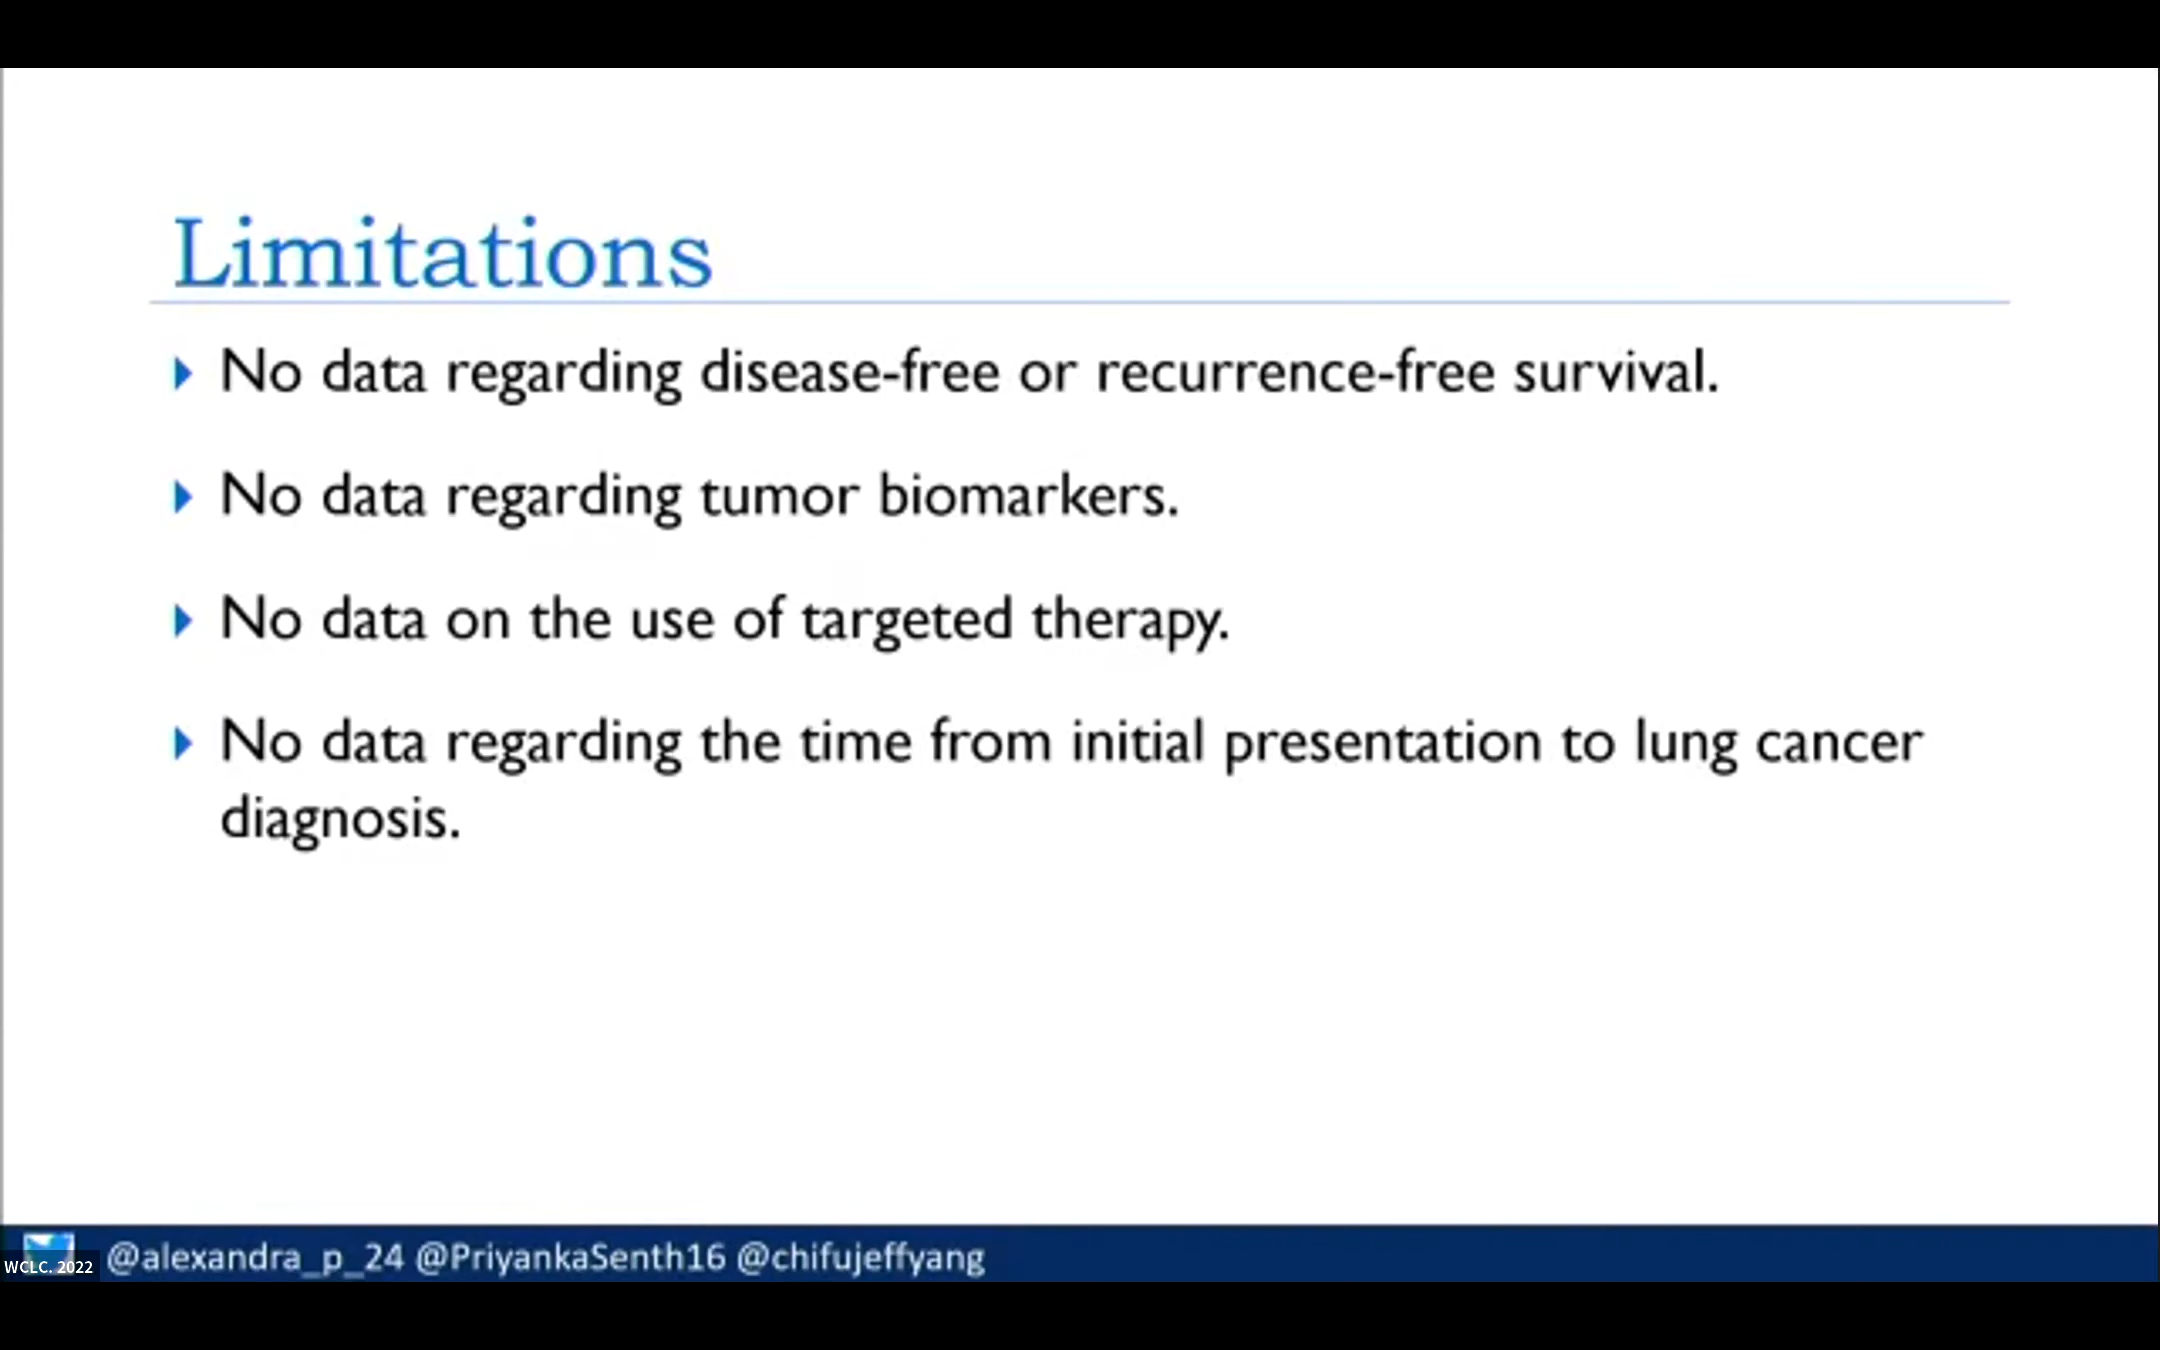 Limitations
No data regarding disease-free or recurrence-free survival.
No data regarding tumor biomarkers.
No data on the use of targeted therapy.
No data regarding the time from initial presentation to lung cancer
diagnosis.
@alexandra_p_24 @PriyankaSenth16 @chifujeffyang
WCLC. 2022